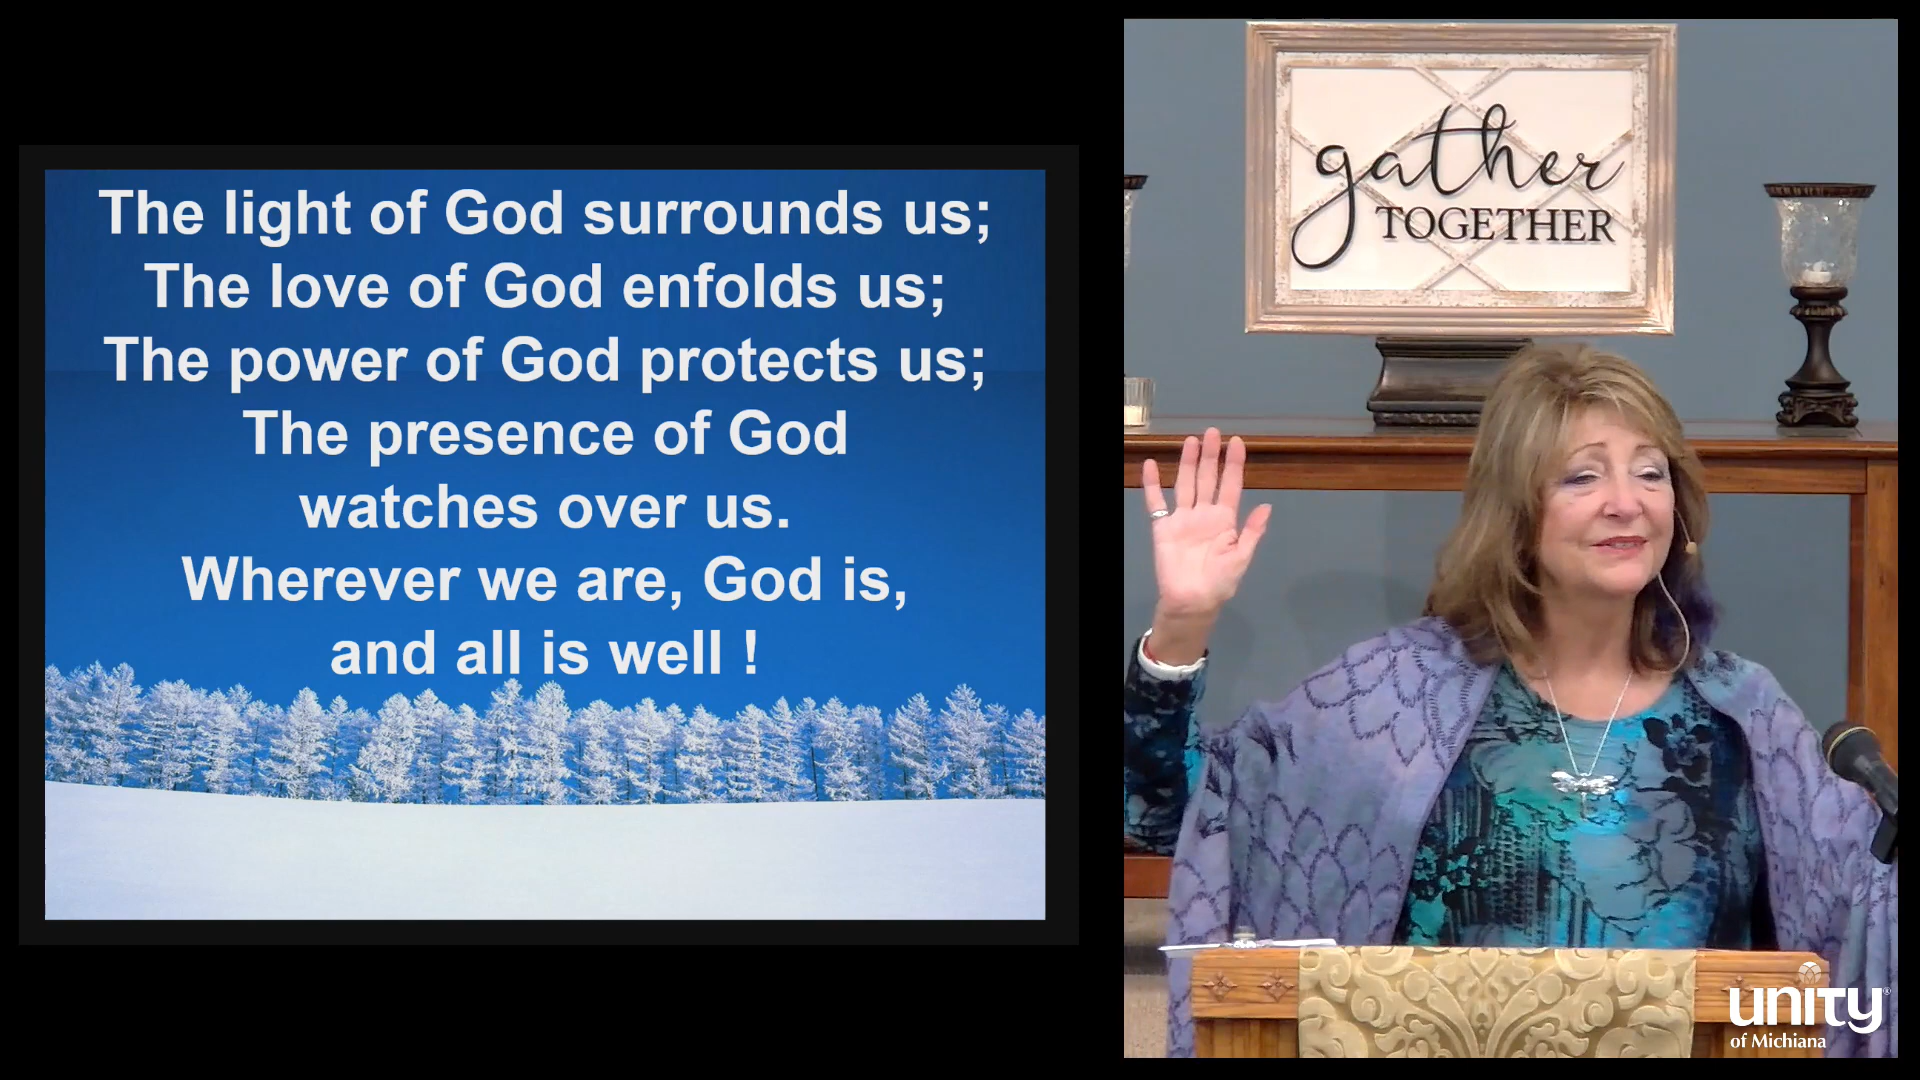 The light of God surrounds us;
The love of God enfolds us;
The power of God protects us;
The presence of God
watches over us.
Wherever we are, God is,
and all is well !
gather
TOGETHER
unity®
of Michiana